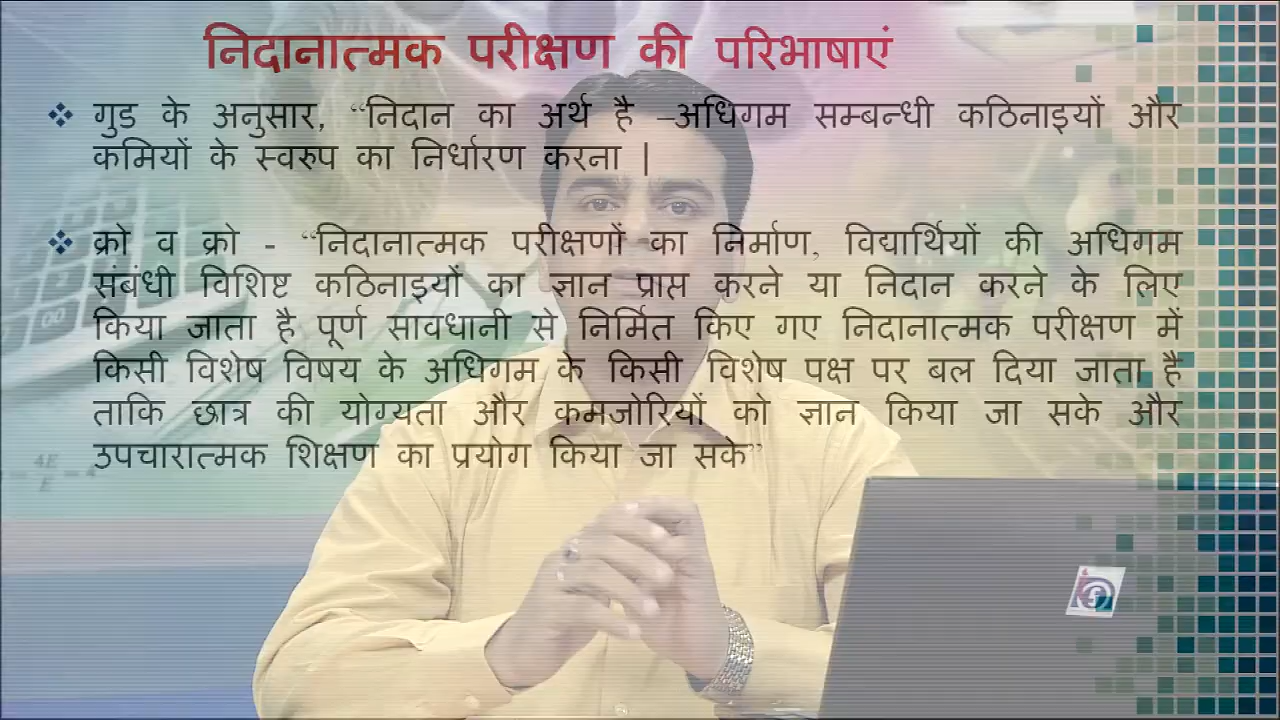 निदानात्मक परीक्षण की परिभाषाएं
❖ गुड के अनुसार, “निदान का अर्थ है –अधिगम सम्बन्धी कठिनाइयों और
कमियों के स्वरुप का निर्धारण करना |
❖ क्रो व क्रो - “निदानात्मक परीक्षणों का निर्माण, विद्यार्थियों की अधिगम
संबंधी विशिष्ट कठिनाइयों का ज्ञान प्राप्त करने या निदान करने के लिए
किया जाता है पूर्ण सावधानी से निर्मित किए गए निदानात्मक परीक्षण में
किसी विशेष विषय के अधिगम के किसी विशेष पक्ष पर बल दिया जाता है
ताकि छात्र की योग्यता और कमजोरियों को ज्ञान किया जा सके और
उपचारात्मक शिक्षण का प्रयोग किया जा सके”